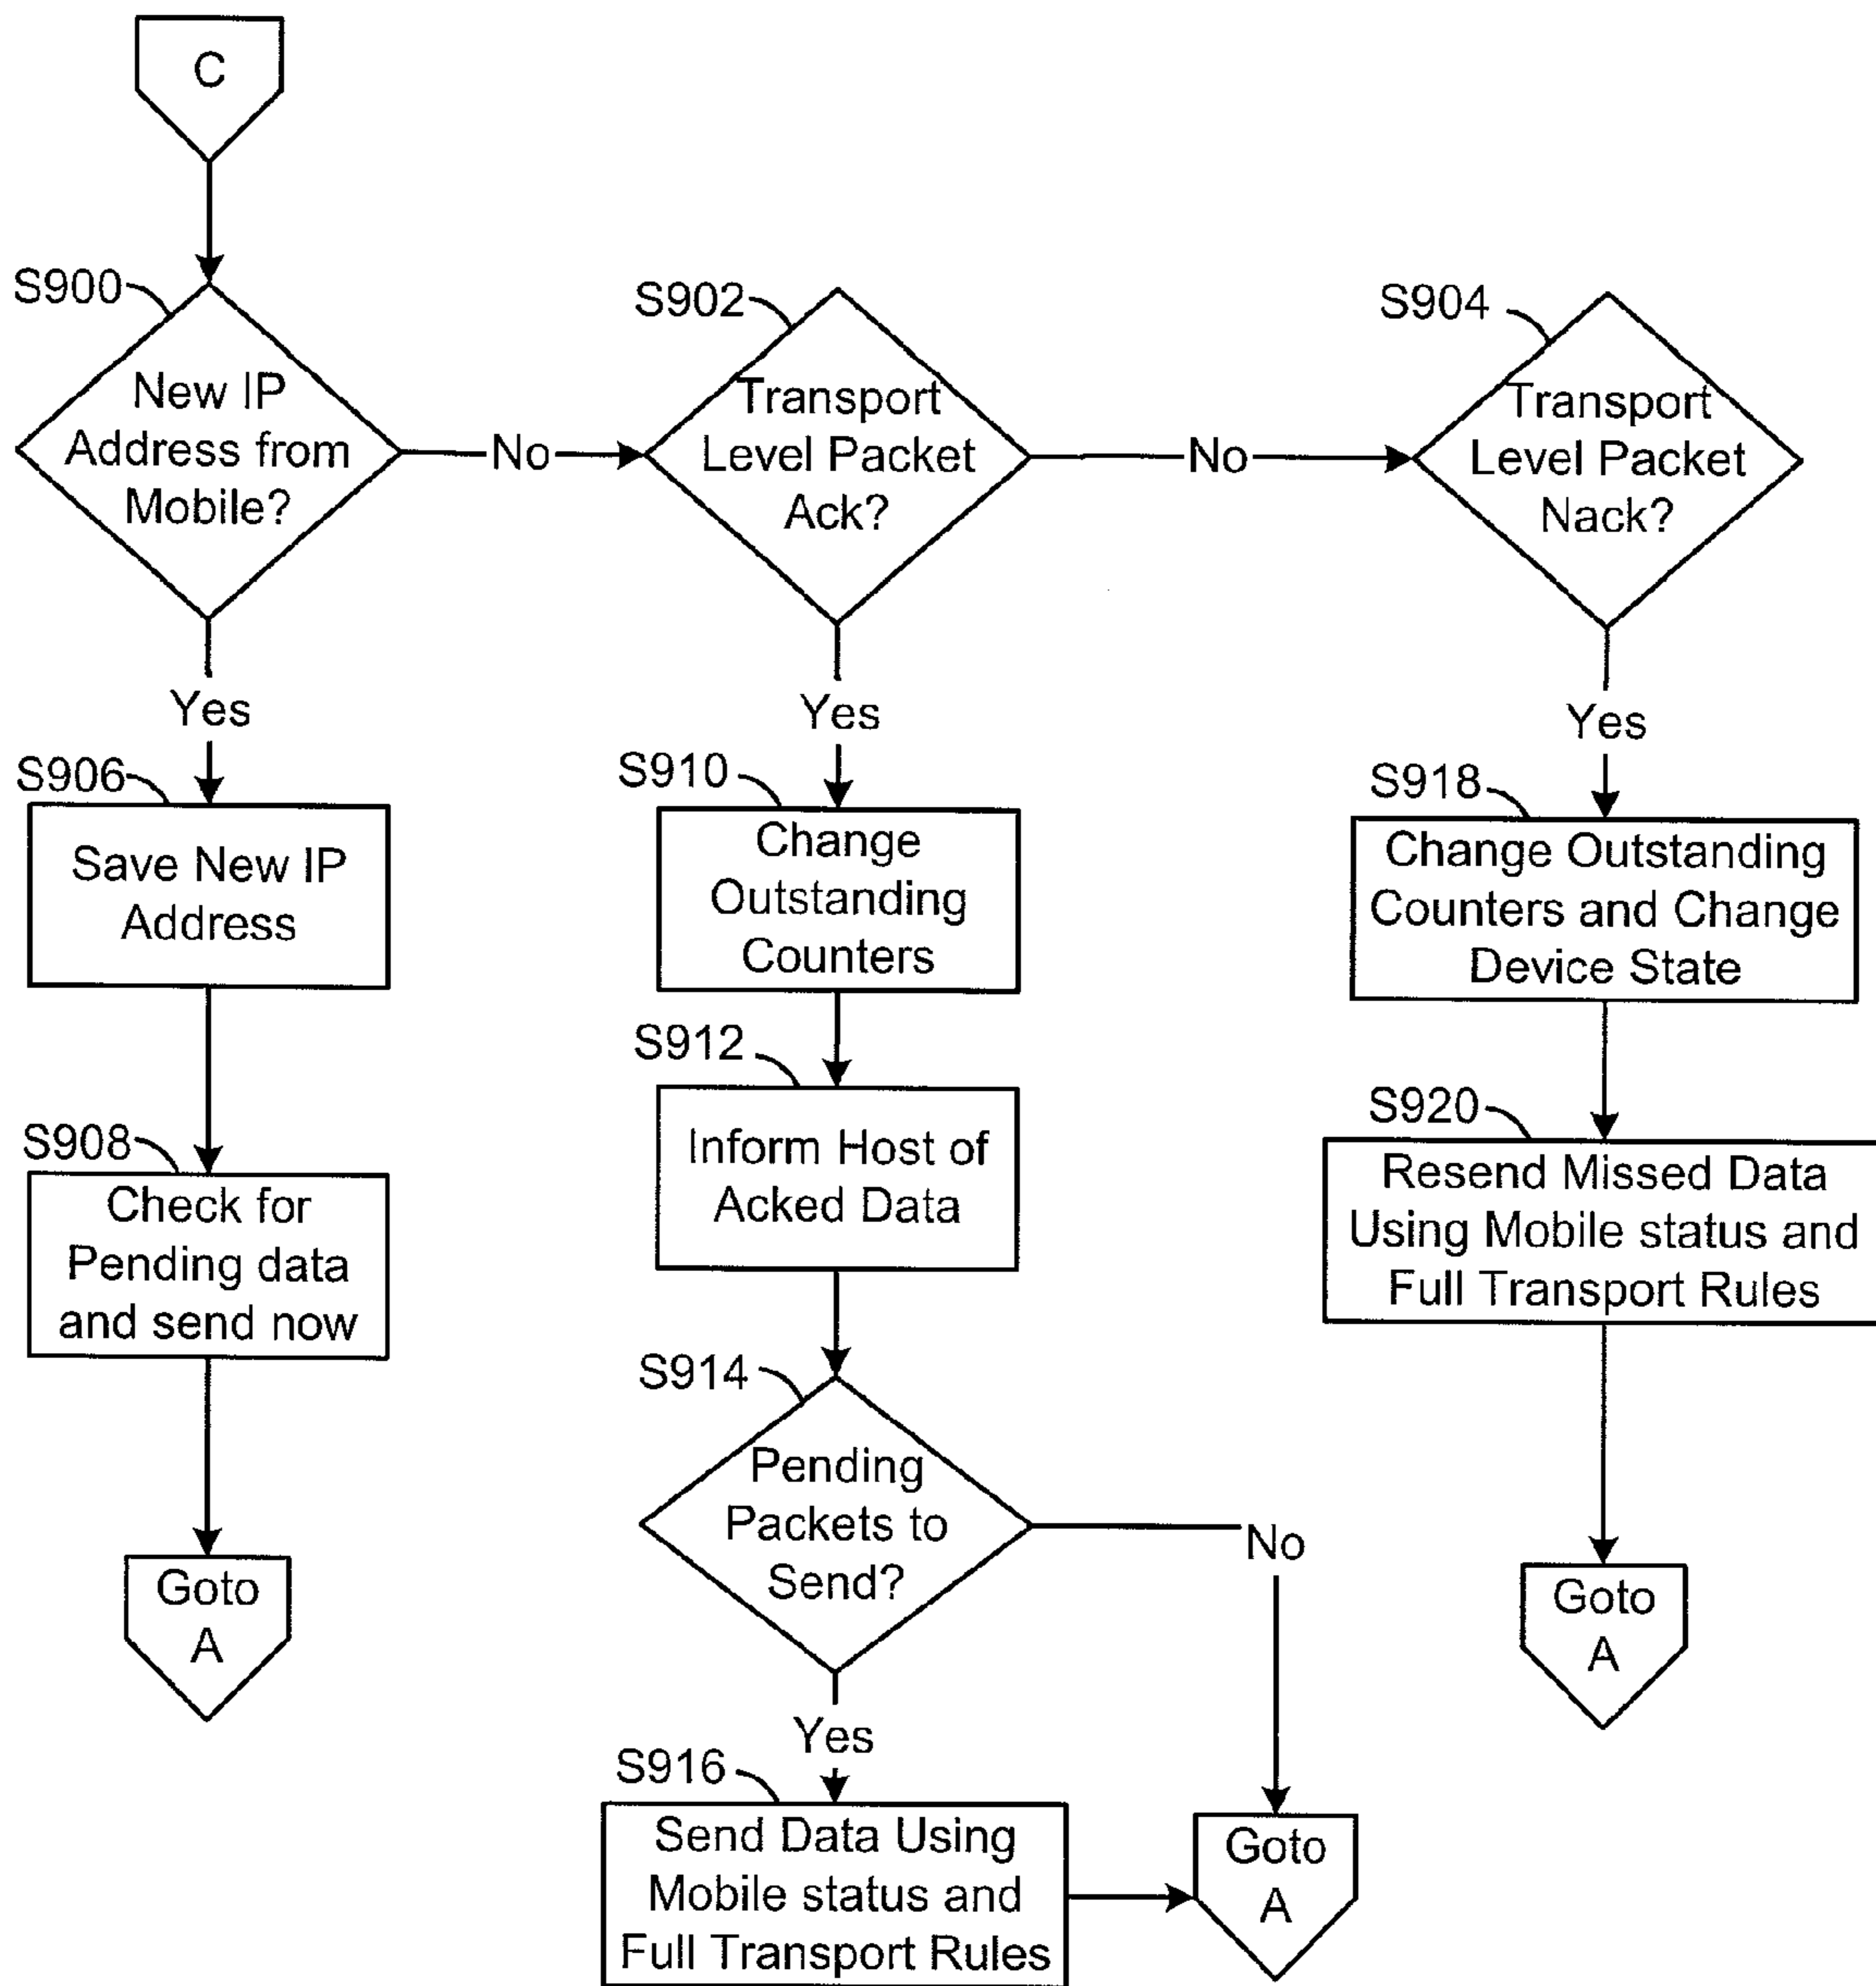 C
S900
New IP
Address from
Mobile?
No
S902
Transport
Level Packet
Ack?
No
S904
Transport
Level Packet
Nack?
Yes
S906
Save New IP
Address
S908
Check for
Pending data
and send now
Goto
A
Yes
S910
Change
Outstanding
Counters
S912
Inform Host of
Acked Data
S914
Pending
Packets to
Send?
No
Yes
S916
Send Data Using
Mobile status and
Full Transport Rules
Goto
A
Yes
S918
Change Outstanding
Counters and Change
Device State
S920
Resend Missed Data
Using Mobile status and
Full Transport Rules
Goto
A